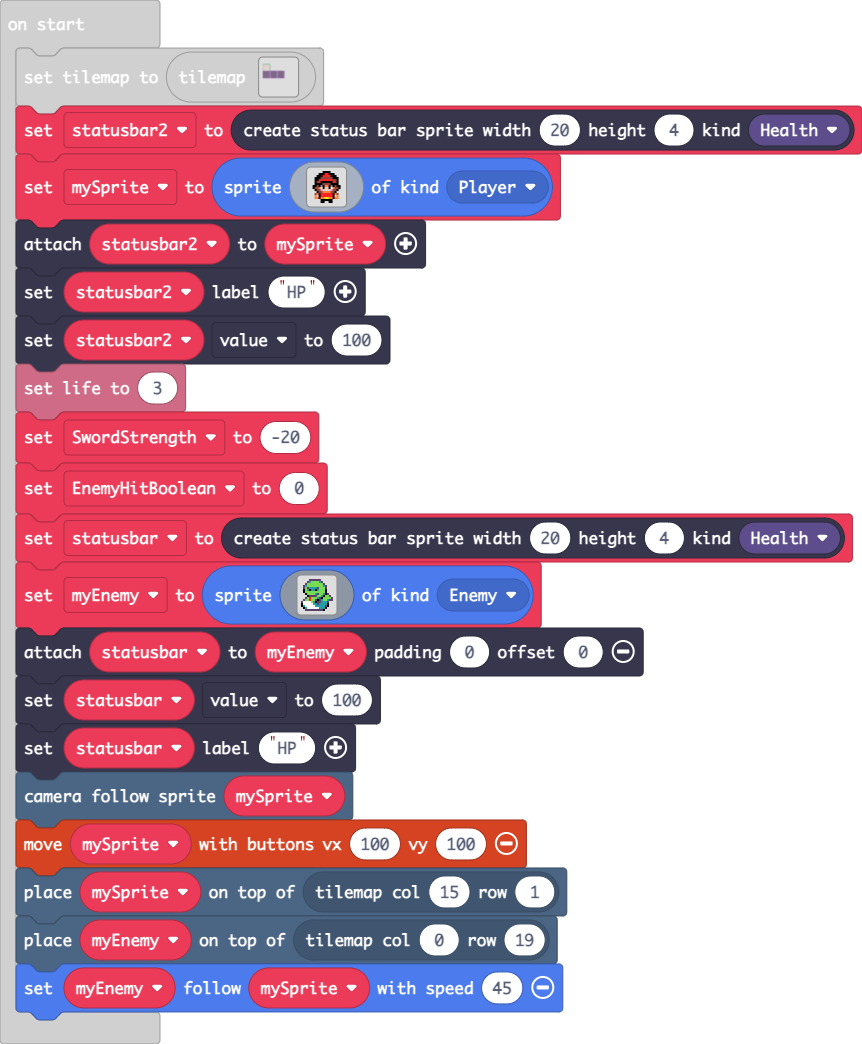 on start
set tilemap to tilemap
set statusbar2 to create status bar sprite width 20 height 4 kind Health
set mySprite to sprite of kind Player
attach statusbar2 to mySprite
set statusbar2 label "HP"
set statusbar2 value to 100
set life to 3
set SwordStrength to -20
set EnemyHitBoolean to 0
set statusbar to create status bar sprite width 20 height 4 kind Health
set myEnemy to sprite of kind Enemy
attach statusbar to myEnemy padding 0 offset 0
set statusbar value to 100
set statusbar label "HP"
camera follow sprite mySprite
move mySprite with buttons vx 100 vy 100
place mySprite on top of tilemap col 15 row 1
place myEnemy on top of tilemap col 0 row 19
set myEnemy follow mySprite with speed 45